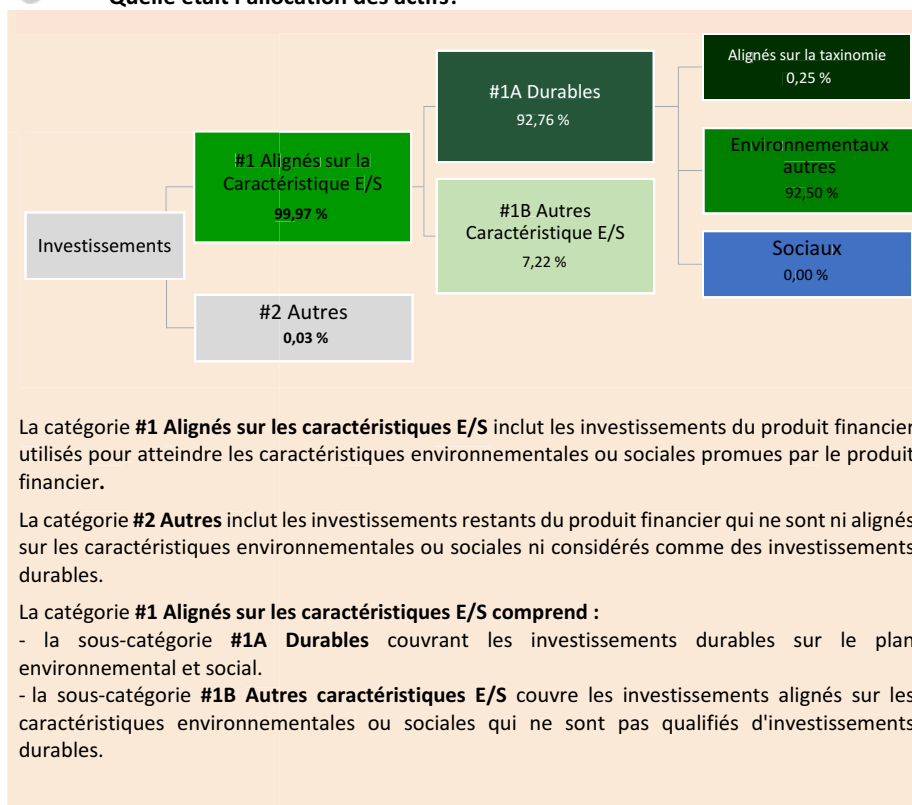 Quelle était l'allocation des actifs?
Alignés sur la taxinomie
0,25 %
#1A Durables
92,76 %
Environnementaux
autres
92,50 %
#1 Alignés sur la
Caractéristique E/S
99,97 %
#1B Autres
Caractéristique E/S
7,22 %
Sociaux
0,00 %
Investissements
#2 Autres
0,03 %
La catégorie #1 Alignés sur les caractéristiques E/S inclut les investissements du produit financier
utilisés pour atteindre les caractéristiques environnementales ou sociales promues par le produit
financier.
La catégorie #2 Autres inclut les investissements restants du produit financier qui ne sont ni alignés
sur les caractéristiques environnementales ou sociales ni considérés comme des investissements
durables.
La catégorie #1 Alignés sur les caractéristiques E/S comprend :
- la sous-catégorie #1A Durables couvrant les investissements durables sur le plan
environnemental et social.
- la sous-catégorie #1B Autres caractéristiques E/S couvre les investissements alignés sur les
caractéristiques environnementales ou sociales qui ne sont pas qualifiés d'investissements
durables.